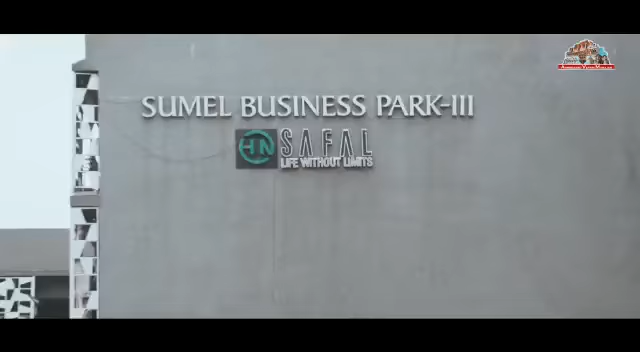 SUMEL BUSINESS PARK-III
HN SAFAL
LIFE WITHOUT LIMITS